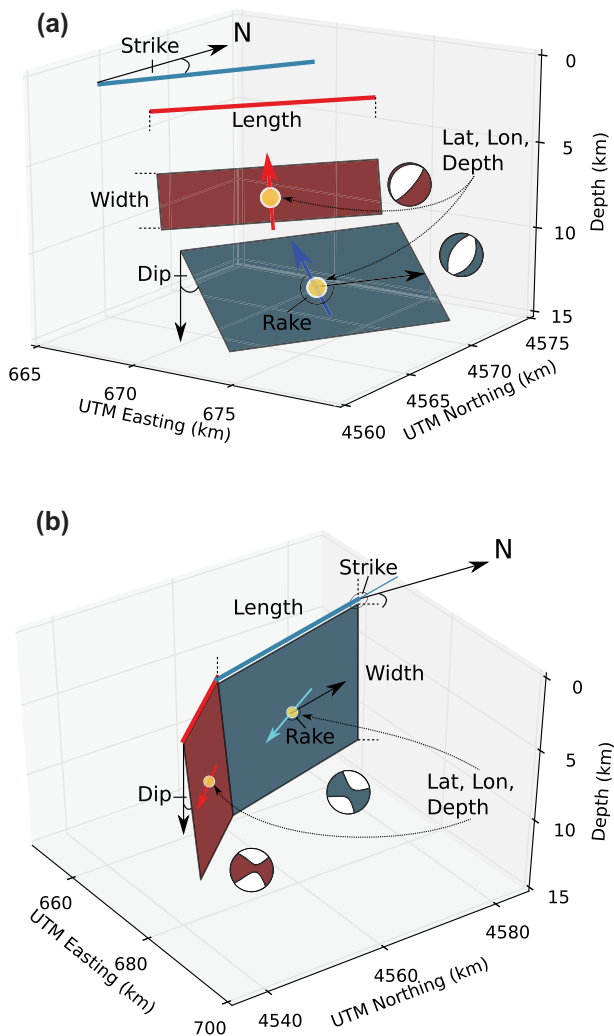 (a)
N
Strike
Length
Lat, Lon,
Depth
Width
Dip
Rake
0
5
10
15
Depth (km)
665
670
675
UTM Easting (km)
4560
4565
4570
4575
UTM Northing (km)
(b)
N
Strike
Length
Width
Rake
Dip
Lat, Lon,
Depth
0
5
10
15
Depth (km)
660
680
700
UTM Easting (km)
4540
4560
4580
UTM Northing (km)